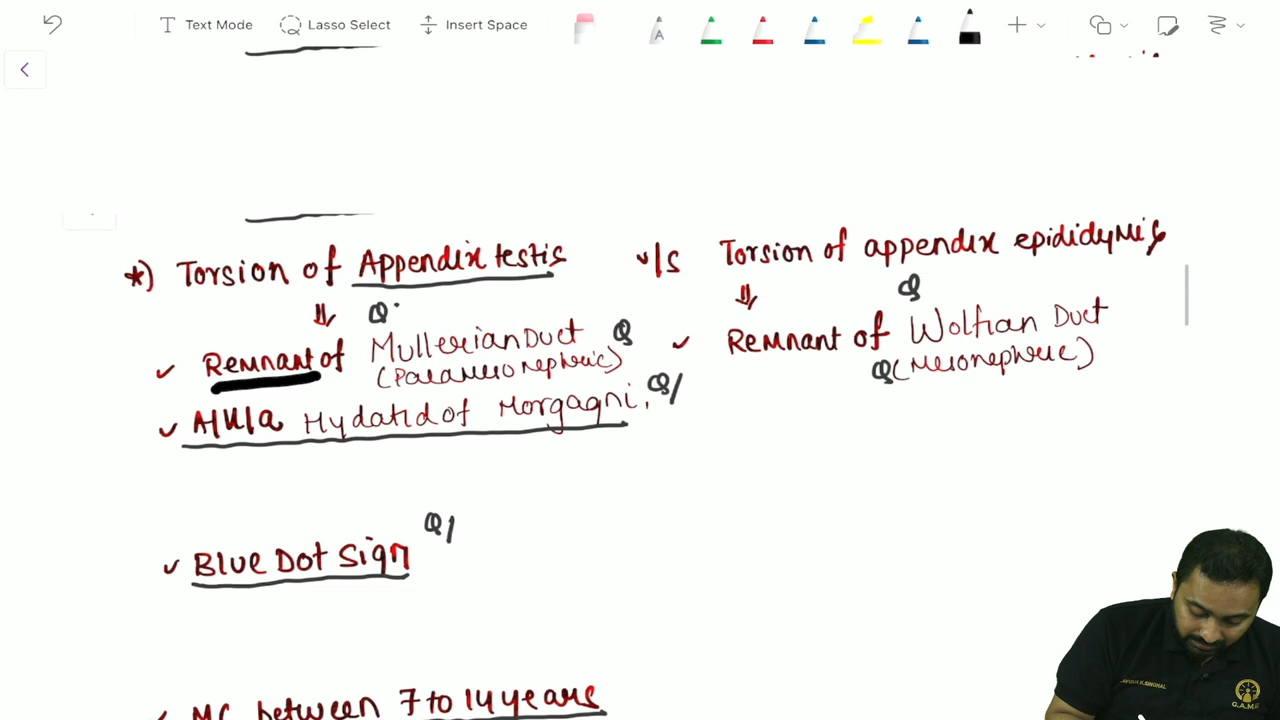 Text Mode
Lasso Select
Insert Space
A
*) Torsion of Appendix testis v/s Torsion of appendix epididymis
⇓ Q ⇓ Q
✓ Remnant of Mullerian Duct Q ✓ Remnant of Wolfian Duct
(Paramesonephric) Q (Mesonephric)
✓ A/K/a Hydatid of Morgagni, Q/
Q/
✓ Blue Dot Sign
✓ MC between 7 to 14 years
G.A.M.E